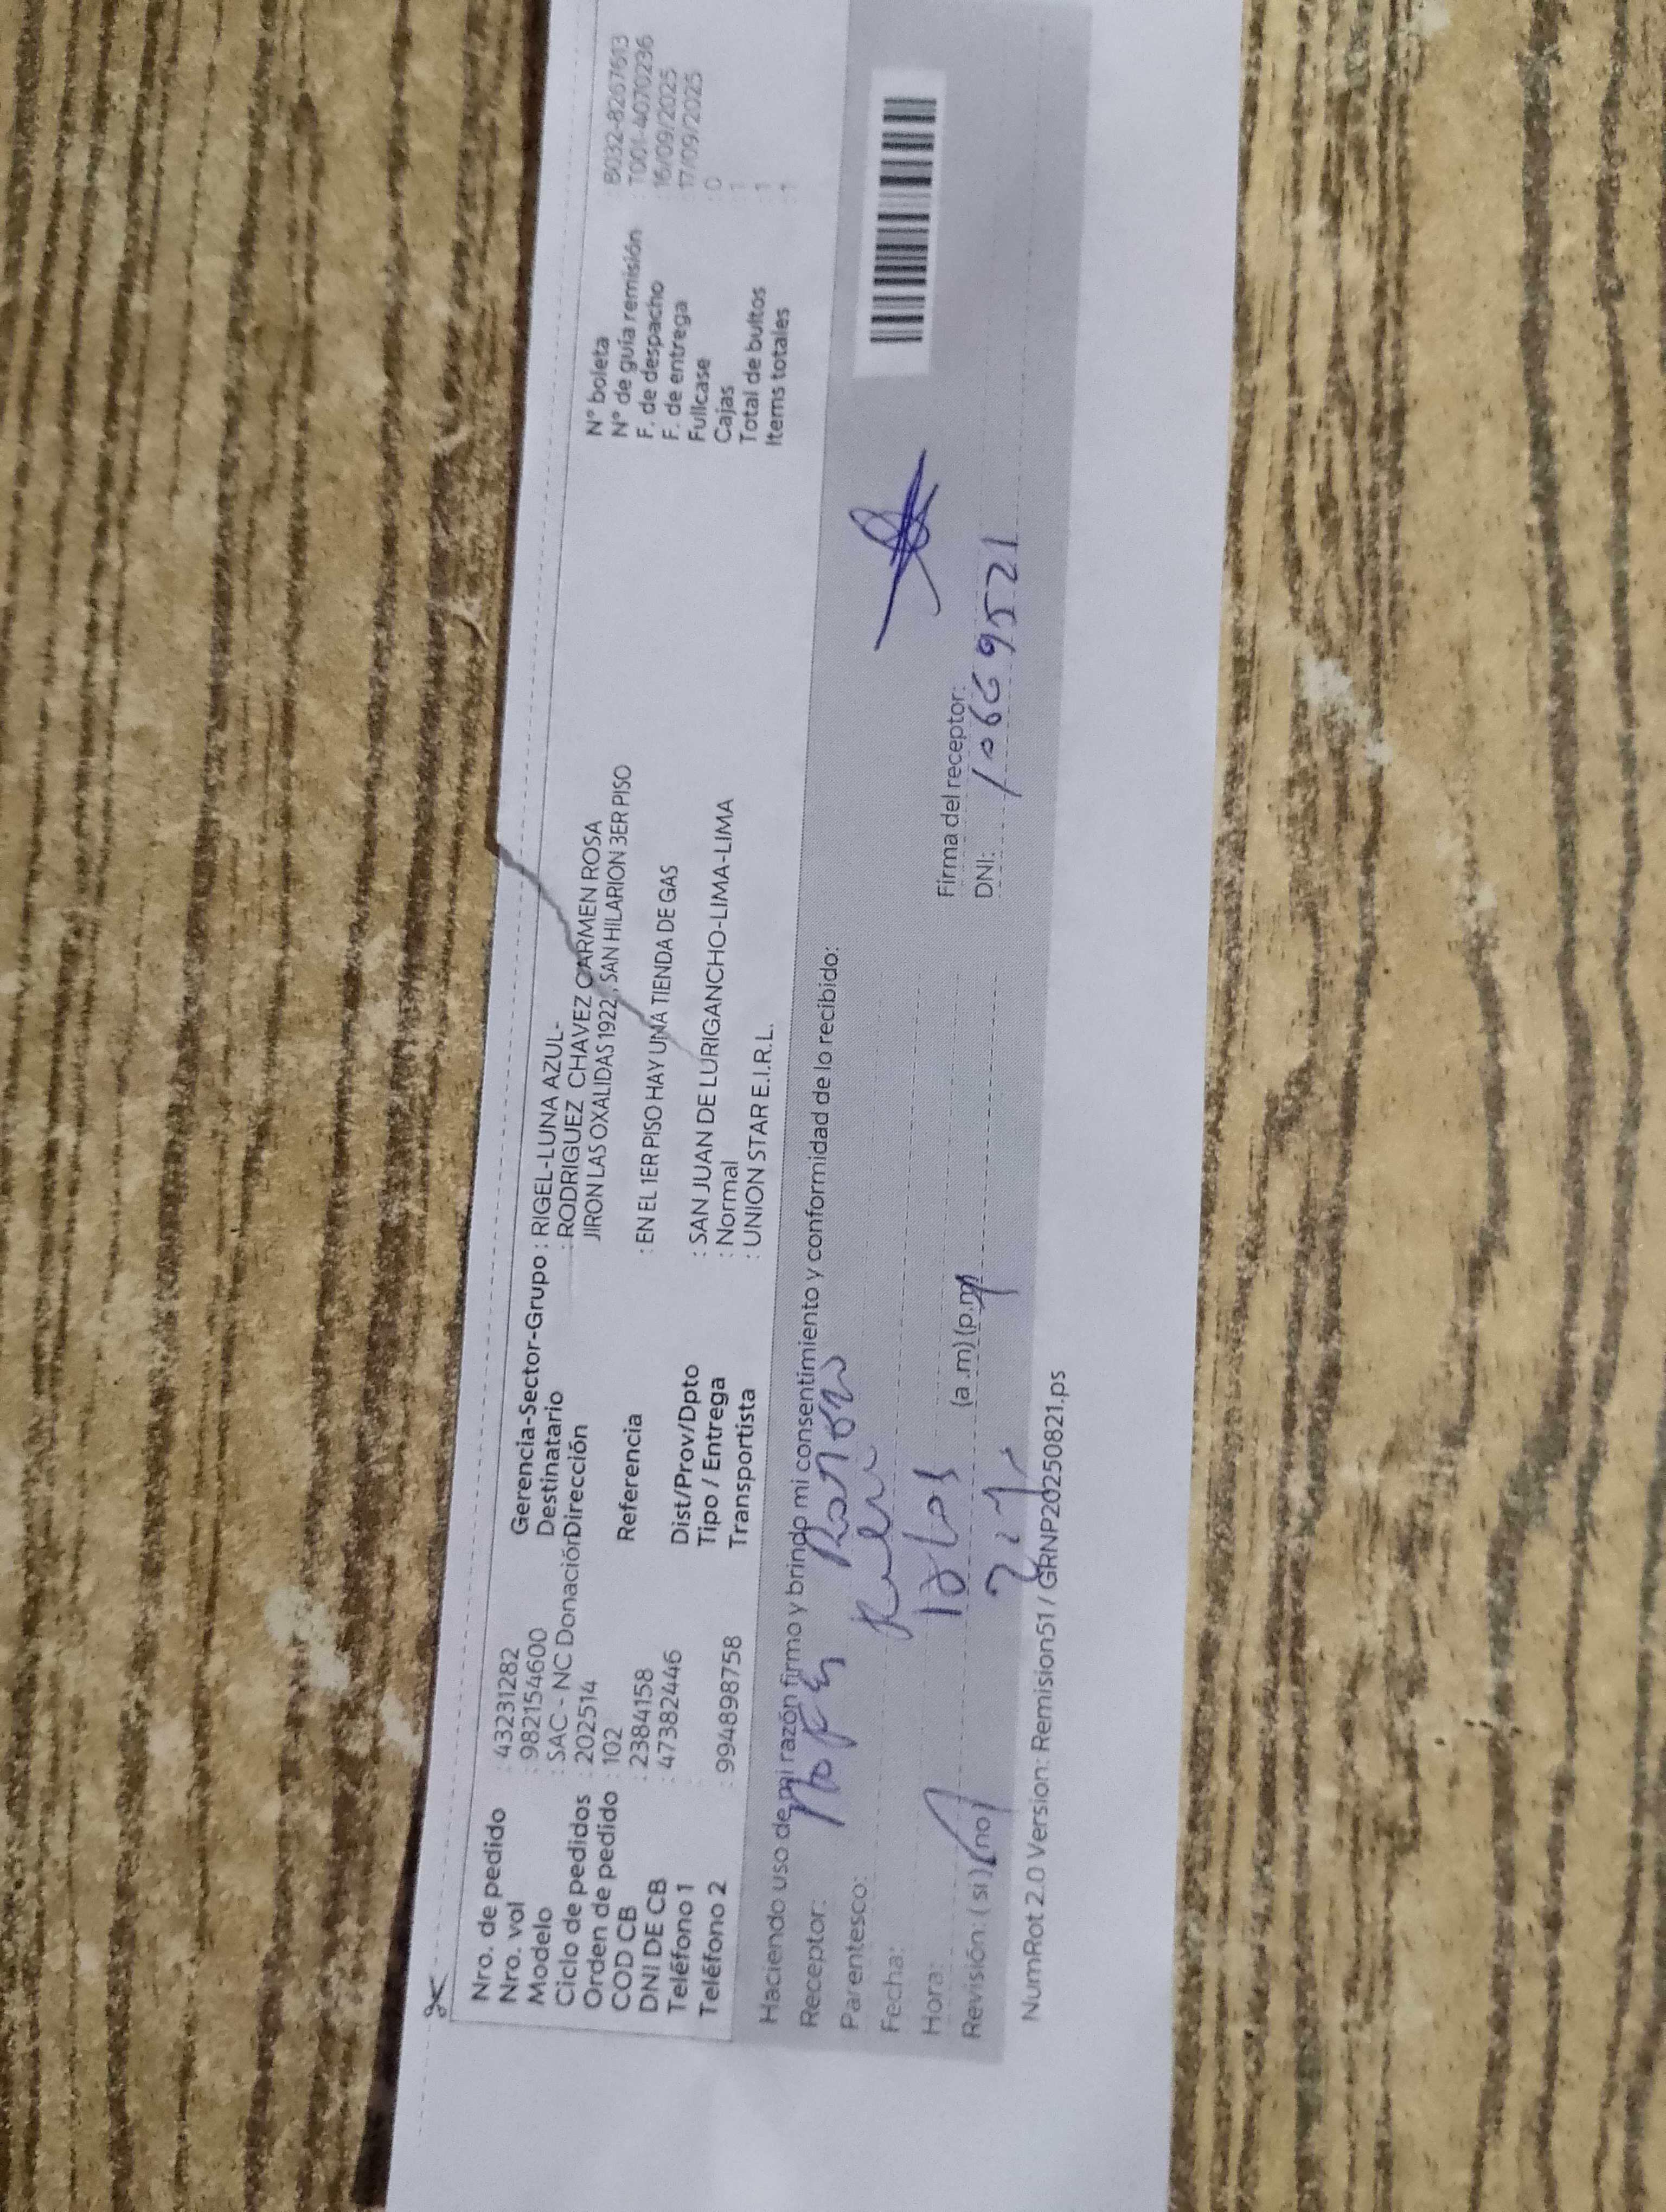 Nro. de pedido : 43231282
Nro. vol : 982154600
Modelo : SAC - NC Donación
Ciclo de pedidos : 202514
Orden de pedido : 102
COD CB : 2384158
DNI DE CB : 47382446
Teléfono 1
Teléfono 2 : 994898758
Gerencia-Sector-Grupo : RIGEL-LUNA AZUL-
Destinatario : RODRIGUEZ CHAVEZ CARMEN ROSA
Dirección JIRON LAS OXALIDAS 1922 , SAN HILARION 3ER PISO
Referencia : EN EL 1ER PISO HAY UNA TIENDA DE GAS
Dist/Prov/Dpto : SAN JUAN DE LURIGANCHO-LIMA-LIMA
Tipo / Entrega : Normal
Transportista : UNION STAR E.I.R.L.
N° boleta : B032-8267613
N° de guía remisión : T001-40702236
F. de despacho : 16/09/2025
F. de entrega : 17/09/2025
Fullcase : 0
Cajas : 1
Total de bultos : 1
Items totales : 1
Haciendo uso de mi razón firmo y brindo mi consentimiento y conformidad de lo recibido:
Receptor:
Parentesco:
Fecha:
Hora: (a .m) (p.m)
Revisión: ( si ) (no)
Firma del receptor:
DNI: 10669521
NumRot 2.0 Version: Remision51 / GRNP20250821.ps